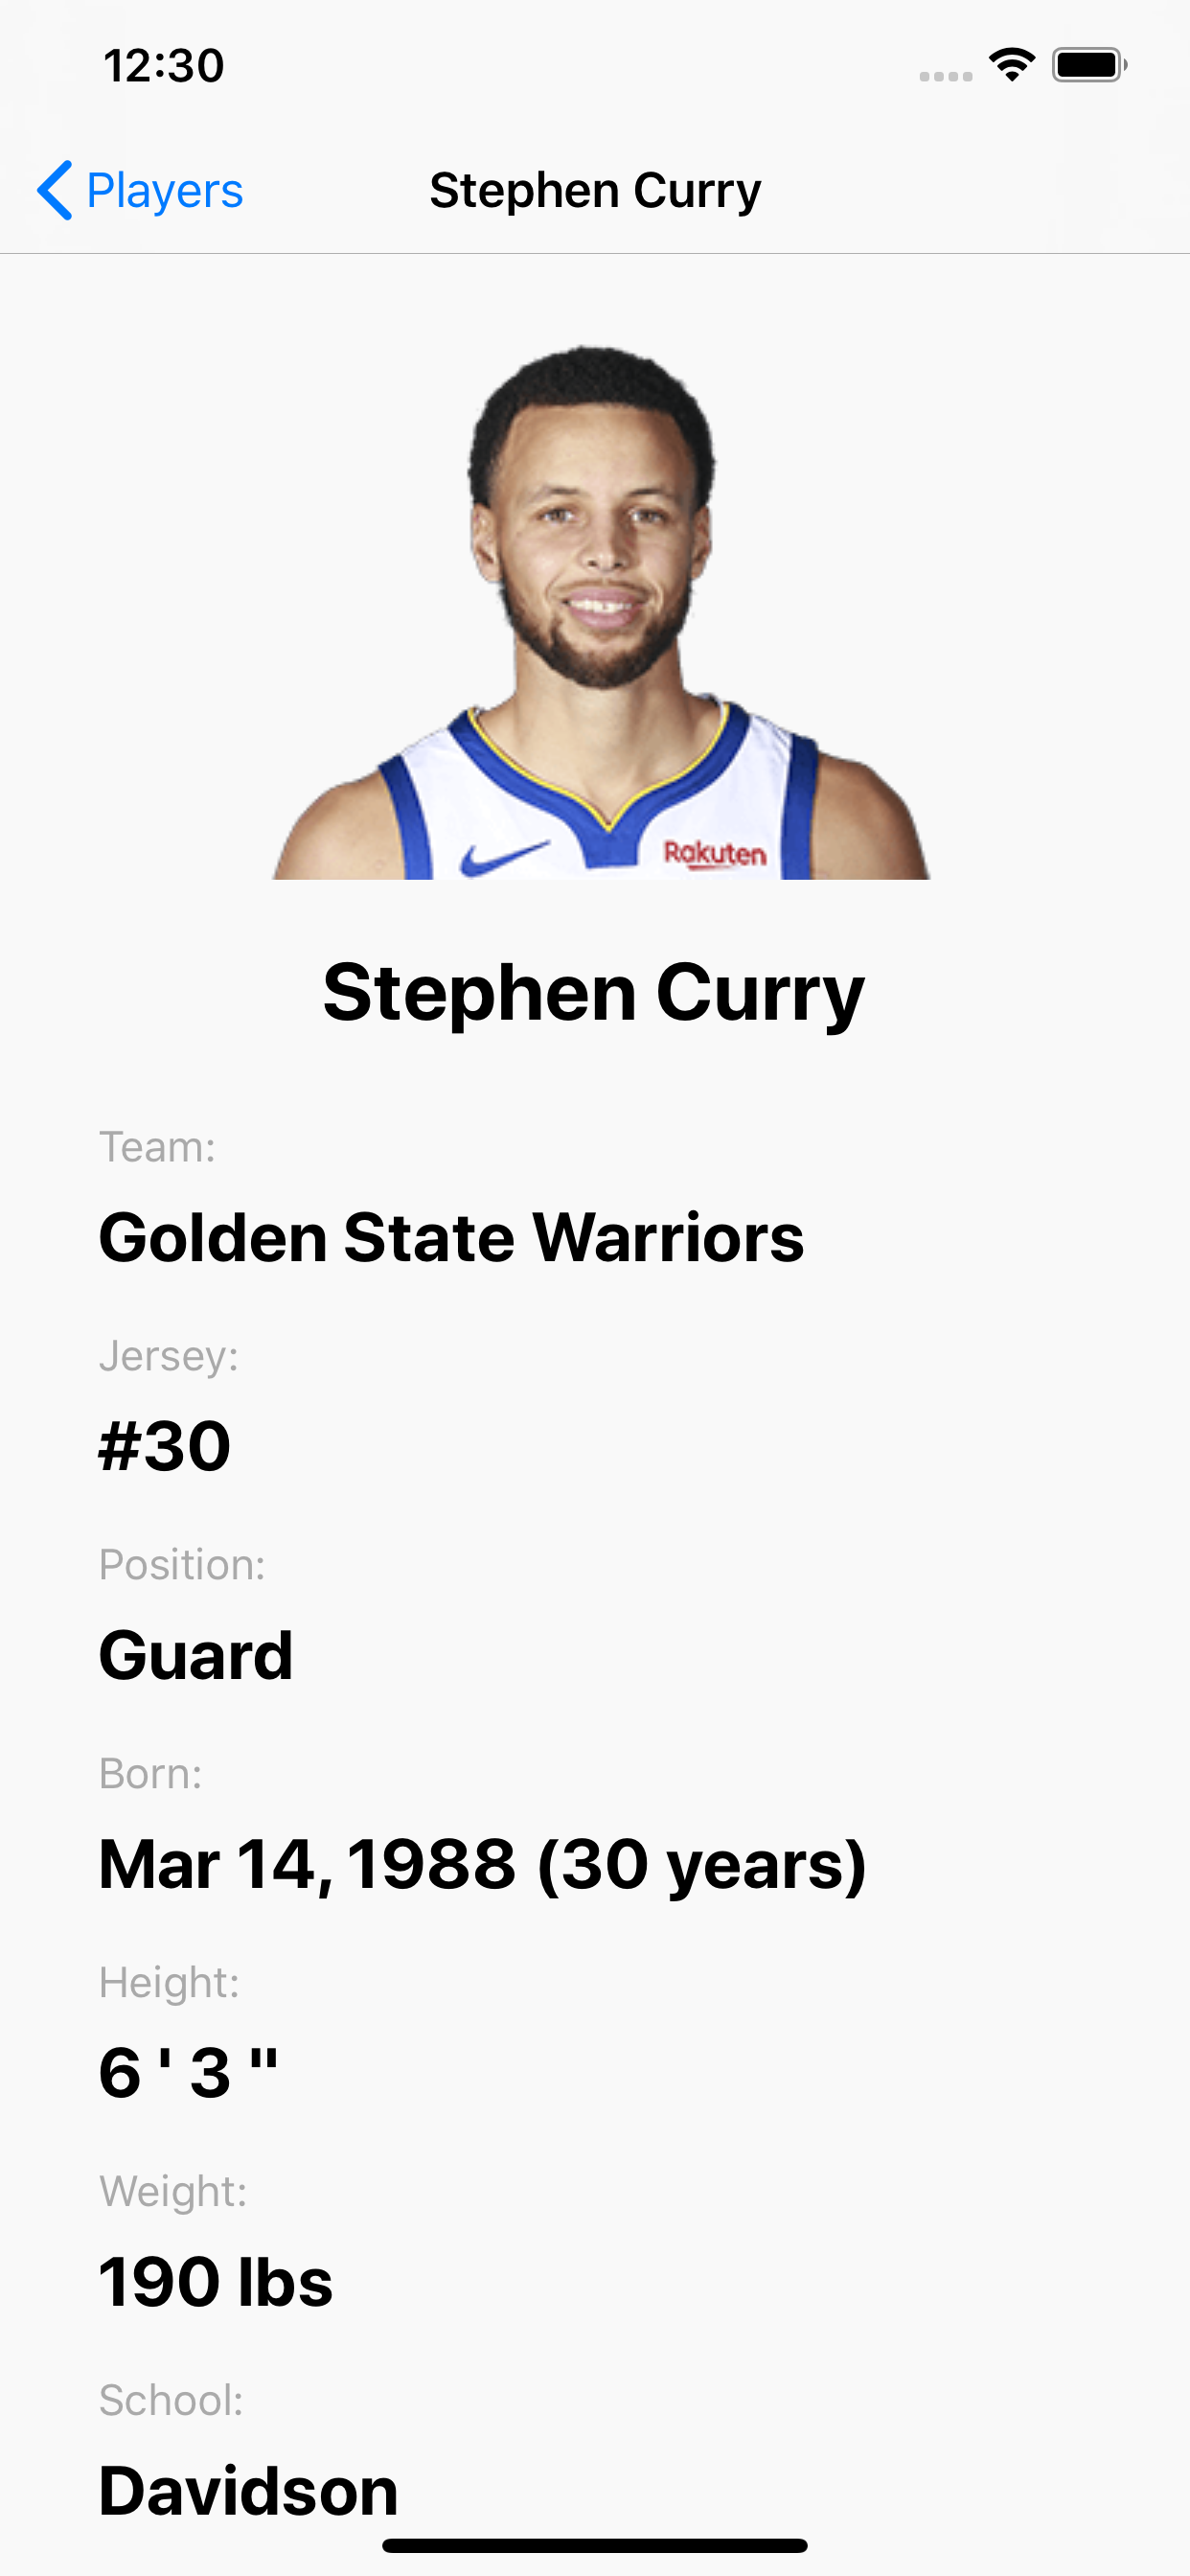 12:30
Players
Stephen Curry
Rakuten
Stephen Curry
Team:
Golden State Warriors
Jersey:
#30
Position:
Guard
Born:
Mar 14, 1988 (30 years)
Height:
6 ' 3 "
Weight:
190 lbs
School:
Davidson